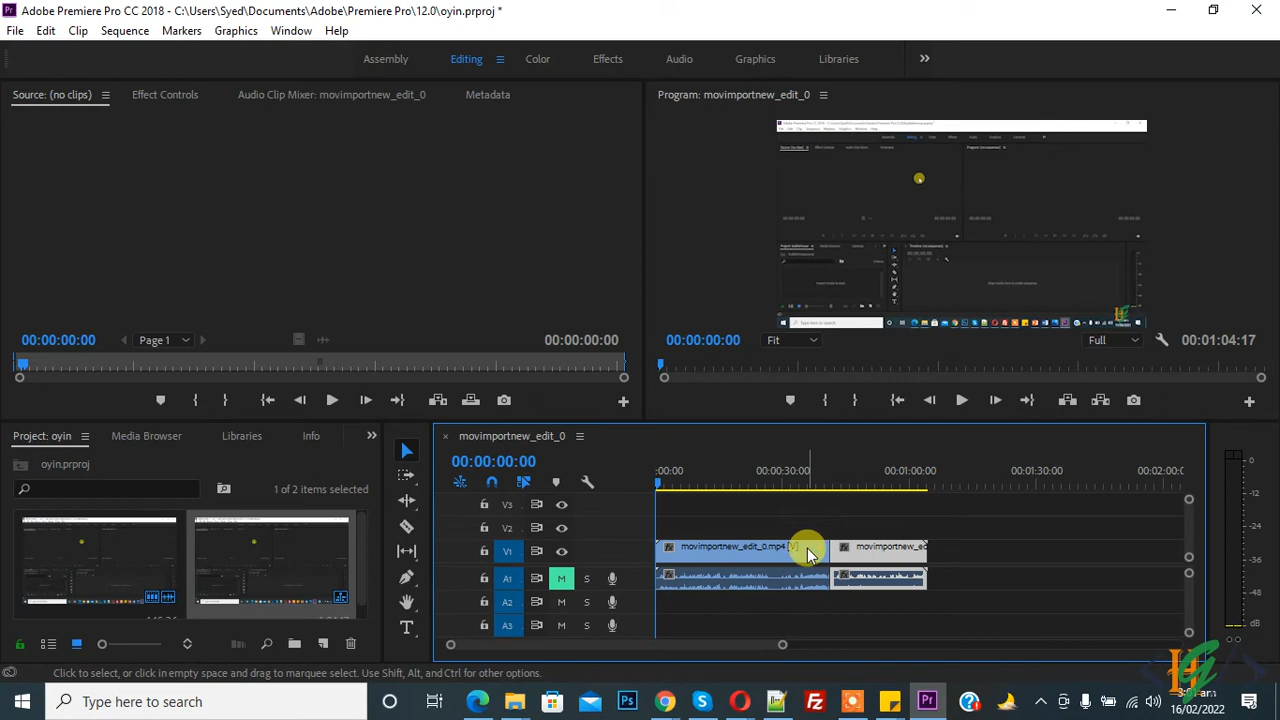 Adobe Premiere Pro CC 2018 - C:\Users\Syed\Documents\Adobe\Premiere Pro\12.0\oyin.prproj *
File Edit Clip Sequence Markers Graphics Window Help
Assembly Editing Color Effects Audio Graphics Libraries
Source: (no clips) Effect Controls Audio Clip Mixer: movimportnew_edit_0 Metadata
Program: movimportnew_edit_0
00:00:00:00 Page 1 00:00:00:00
00:00:00:00 Fit Full 00:01:04:17
Project: oyin Media Browser Libraries Info
oyin.prproj
1 of 2 items selected
movimportnew_edit_0
00:00:00:00
:00:00 00:00:30:00 00:01:00:00 00:01:30:00 00:02:00:0
V3
V2
V1 movimportnew_edit_0.mp4 [V] movimportnew_ed
A1 M S
A2 M S
A3 M S
0
-12
-24
-36
-48
dB
S S
Click to select, or click in empty space and drag to marquee select. Use Shift, Alt, and Ctrl for other options.
Type here to search
16/02/2022